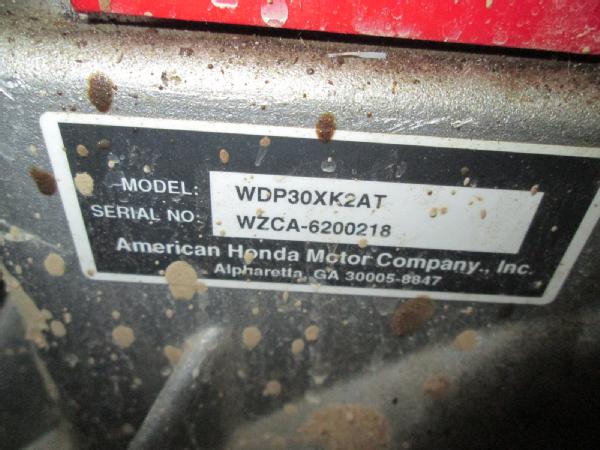 MODEL: WDP30XK2AT
SERIAL NO: WZCA-6200218
American Honda Motor Company., Inc.
Alpharetta, GA 30005-8847